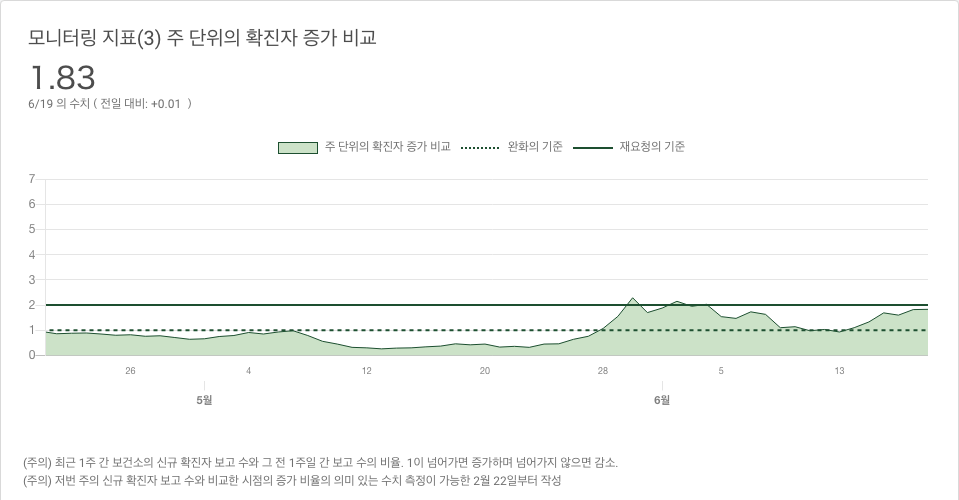 모니터링 지표(3) 주 단위의 확진자 증가 비교
1.83
6/19 의 수치 ( 전일 대비: +0.01 )
주 단위의 확진자 증가 비교 완화의 기준 재요청의 기준
7
6
5
4
3
2
1
0
26 4 12 20 28 5 13
5월 6월
(주의) 최근 1주 간 보건소의 신규 확진자 보고 수와 그 전 1주일 간 보고 수의 비율. 1이 넘어가면 증가하며 넘어가지 않으면 감소.
(주의) 저번 주의 신규 확진자 보고 수와 비교한 시점의 증가 비율의 의미 있는 수치 측정이 가능한 2월 22일부터 작성